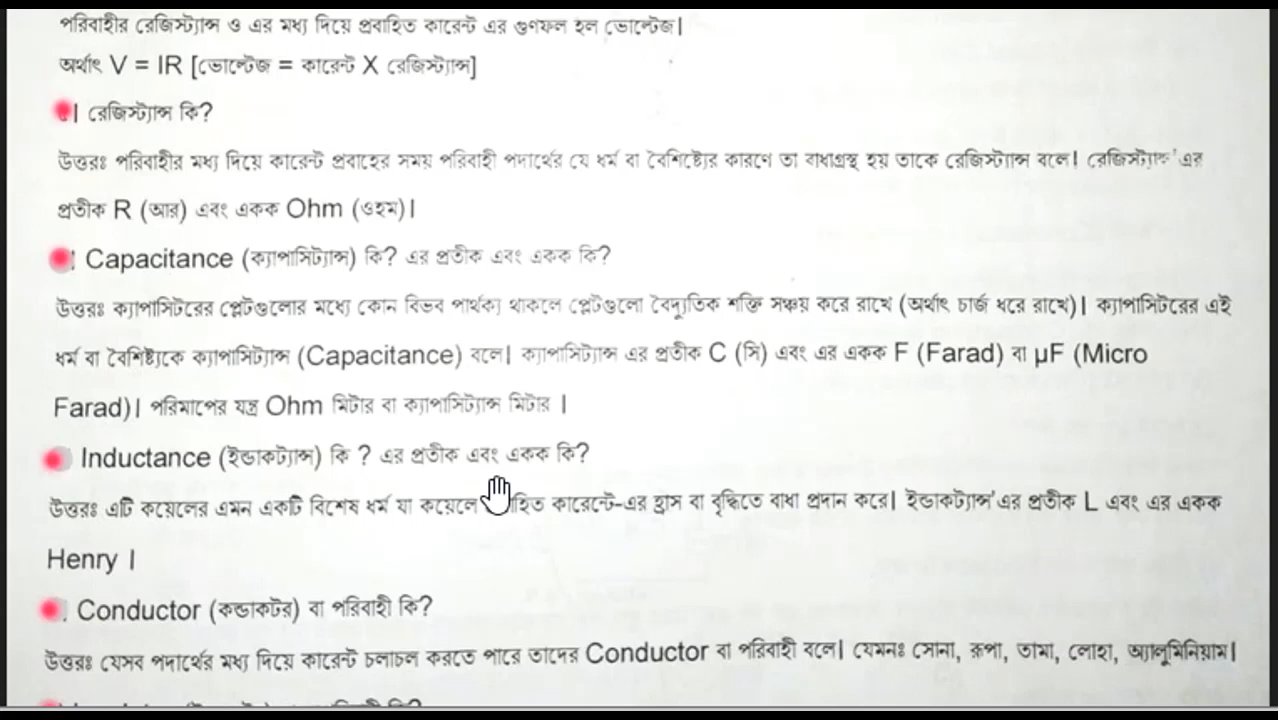 পরিবাহীর রেজিস্ট্যান্স ও এর মধ্য দিয়ে প্রবাহিত কারেন্ট এর গুণফল হল ভোল্টেজ।
অর্থাৎ V = IR [ভোল্টেজ = কারেন্ট X রেজিস্ট্যান্স]
। রেজিস্ট্যান্স কি?
উত্তরঃ পরিবাহীর মধ্য দিয়ে কারেন্ট প্রবাহের সময় পরিবাহী পদার্থের যে ধর্ম বা বৈশিষ্ট্যের কারণে তা বাধাগ্রস্থ হয় তাকে রেজিস্ট্যান্স বলে। রেজিস্ট্যান্স'এর
প্রতীক R (আর) এবং একক Ohm (ওহম)।
Capacitance (ক্যাপাসিট্যান্স) কি? এর প্রতীক এবং একক কি?
উত্তরঃ ক্যাপাসিটরের প্লেটগুলোর মধ্যে কোন বিভব পার্থক্য থাকলে প্লেটগুলো বৈদ্যুতিক শক্তি সঞ্চয় করে রাখে (অর্থাৎ চার্জ ধরে রাখে)। ক্যাপাসিটরের এই
ধর্ম বা বৈশিষ্ট্যকে ক্যাপাসিট্যান্স (Capacitance) বলে। ক্যাপাসিট্যান্স এর প্রতীক C (সি) এবং এর একক F (Farad) বা µF (Micro
Farad)। পরিমাপের যন্ত্র Ohm মিটার বা ক্যাপাসিট্যান্স মিটার ।
Inductance (ইন্ডাকট্যান্স) কি ? এর প্রতীক এবং একক কি?
উত্তরঃ এটি কয়েলের এমন একটি বিশেষ ধর্ম যা কয়েলে হিত কারেন্টে-এর হ্রাস বা বৃদ্ধিতে বাধা প্রদান করে। ইন্ডাকট্যান্স'এর প্রতীক L এবং এর একক
Henry ।
Conductor (কন্ডাকটর) বা পরিবাহী কি?
উত্তরঃ যেসব পদার্থের মধ্য দিয়ে কারেন্ট চলাচল করতে পারে তাদের Conductor বা পরিবাহী বলে। যেমনঃ সোনা, রূপা, তামা, লোহা, অ্যালুমিনিয়াম।